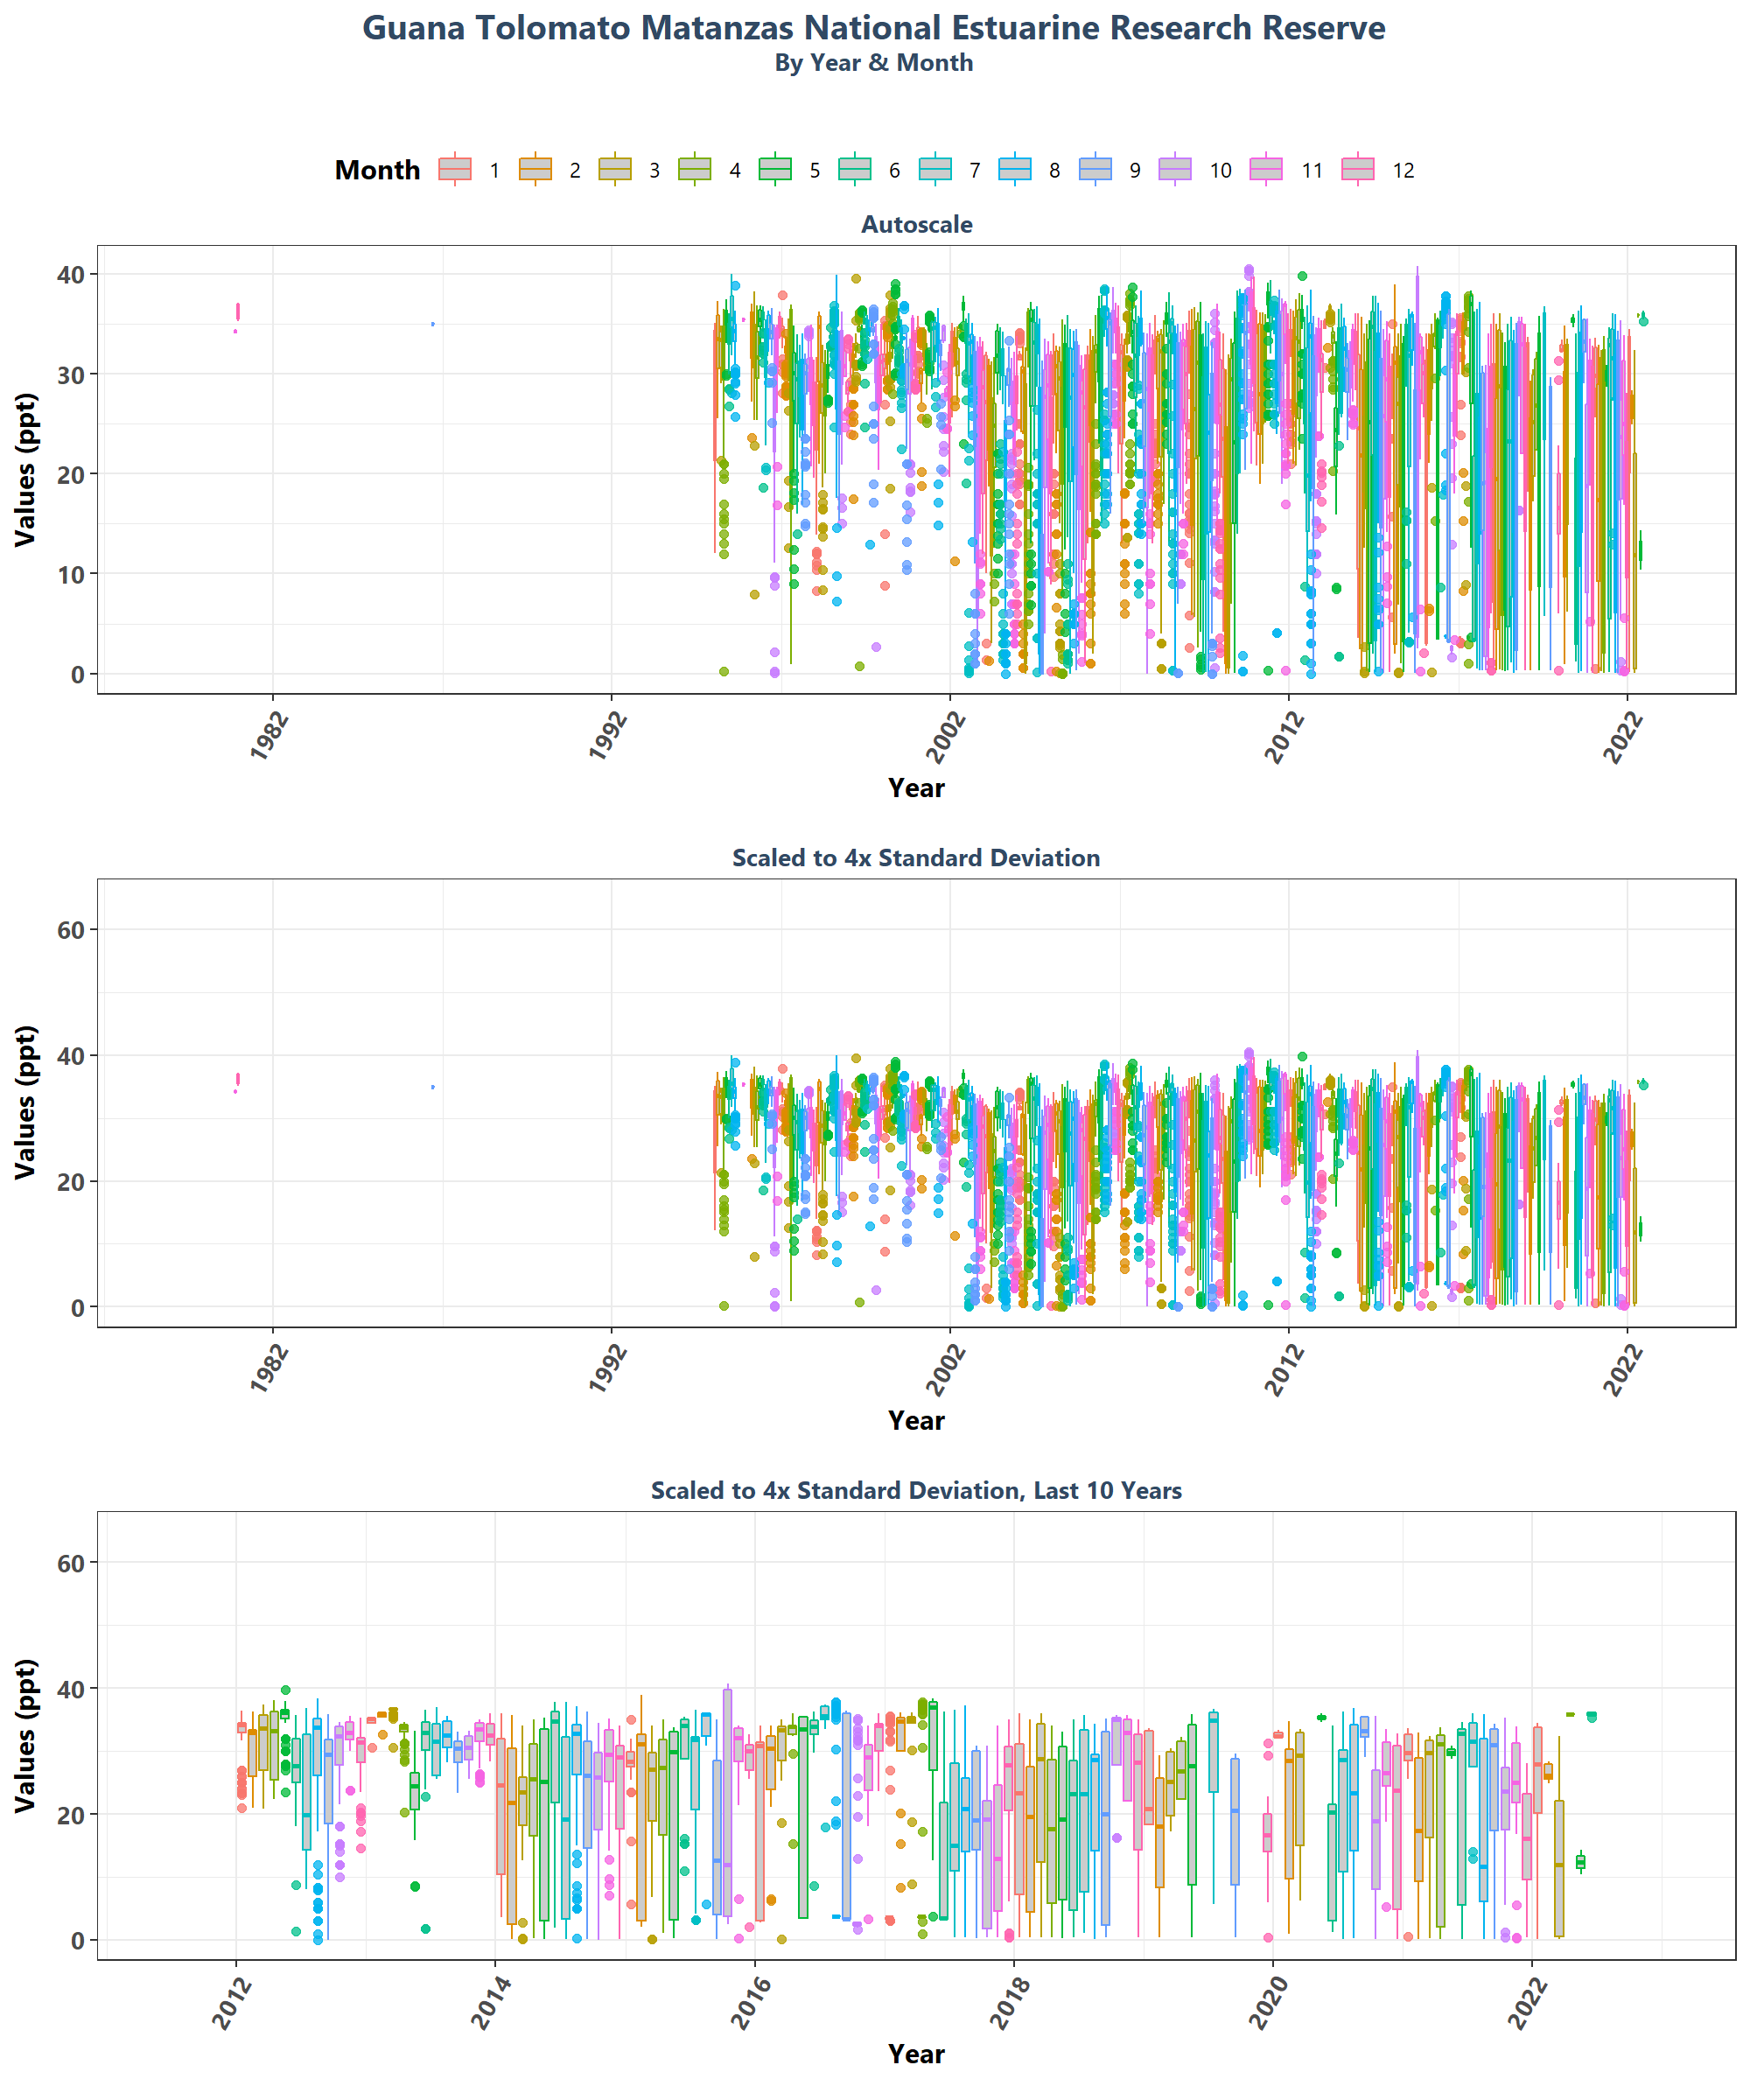 Guana Tolomato Matanzas National Estuarine Research Reserve
By Year & Month
Month 1 2 3 4 5 6 7 8 9 10 11 12
Autoscale
Values (ppt)
40
30
20
10
0
1982 1992 2002 2012 2022
Year
Scaled to 4x Standard Deviation
Values (ppt)
60
40
20
0
1982 1992 2002 2012 2022
Year
Scaled to 4x Standard Deviation, Last 10 Years
Values (ppt)
60
40
20
0
2012 2014 2016 2018 2020 2022
Year